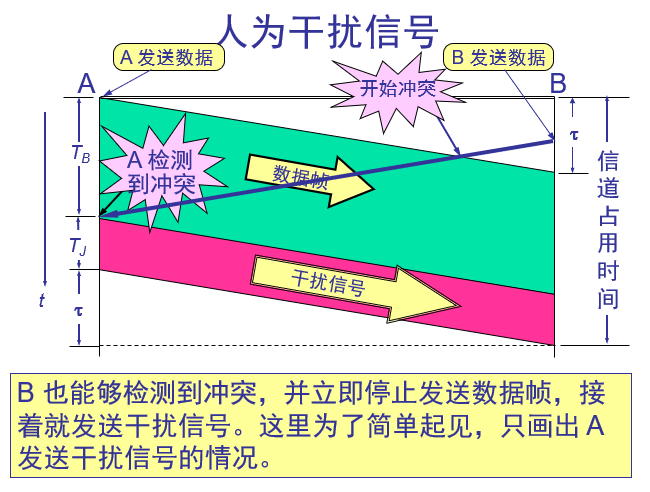 人为干扰信号
A 发送数据
B 发送数据
A
B
开始冲突
τ
T_B
A 检测
到冲突
数据帧
信道占用时间
T_J
干扰信号
t
τ
B 也能够检测到冲突，并立即停止发送数据帧，接
着就发送干扰信号。这里为了简单起见，只画出 A
发送干扰信号的情况。